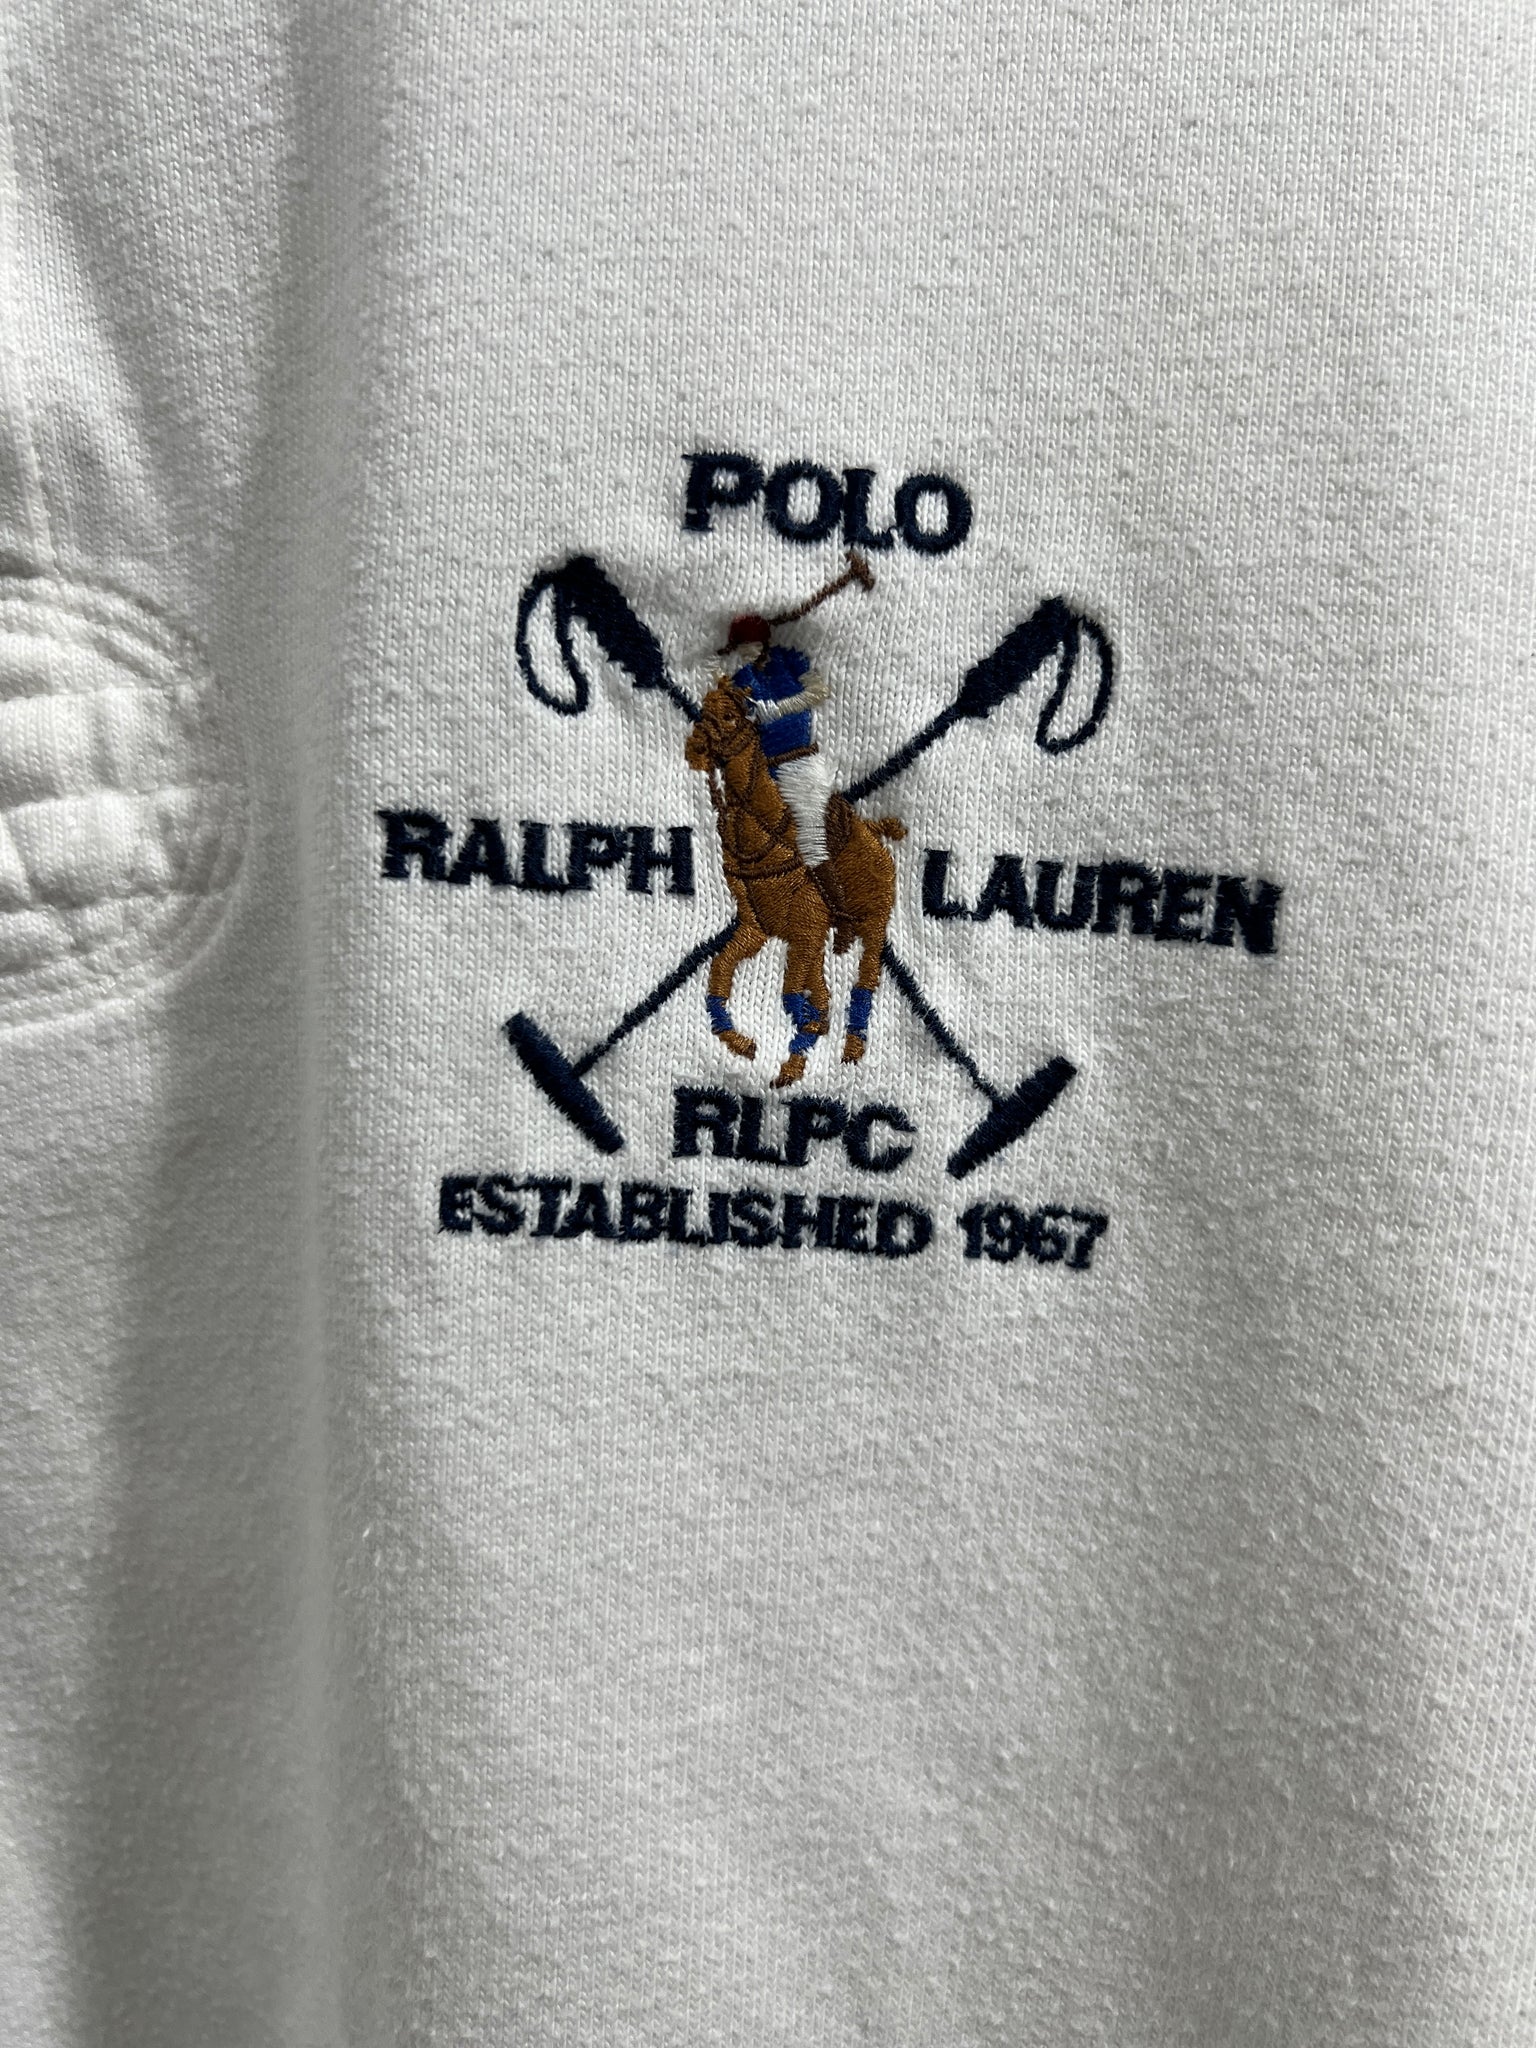 POLO
RALPH LAUREN
RLPC
ESTABLISHED 1967